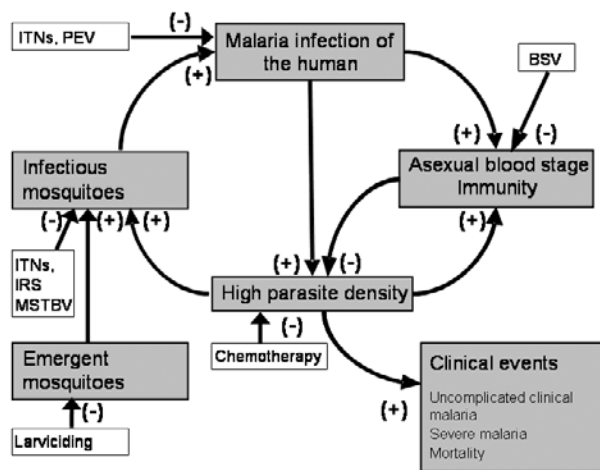 ITNs, PEV
(-)
Malaria infection of
the human
(+)
BSV
(+)
(-)
Asexual blood stage
Immunity
(+)
Infectious
mosquitoes
(-)
(+)
(+)
ITNs,
IRS
MSTBV
(+)
(-)
High parasite density
(-)
Chemotherapy
Emergent
mosquitoes
(-)
Larviciding
(+)
Clinical events
Uncomplicated clinical
malaria
Severe malaria
Mortality